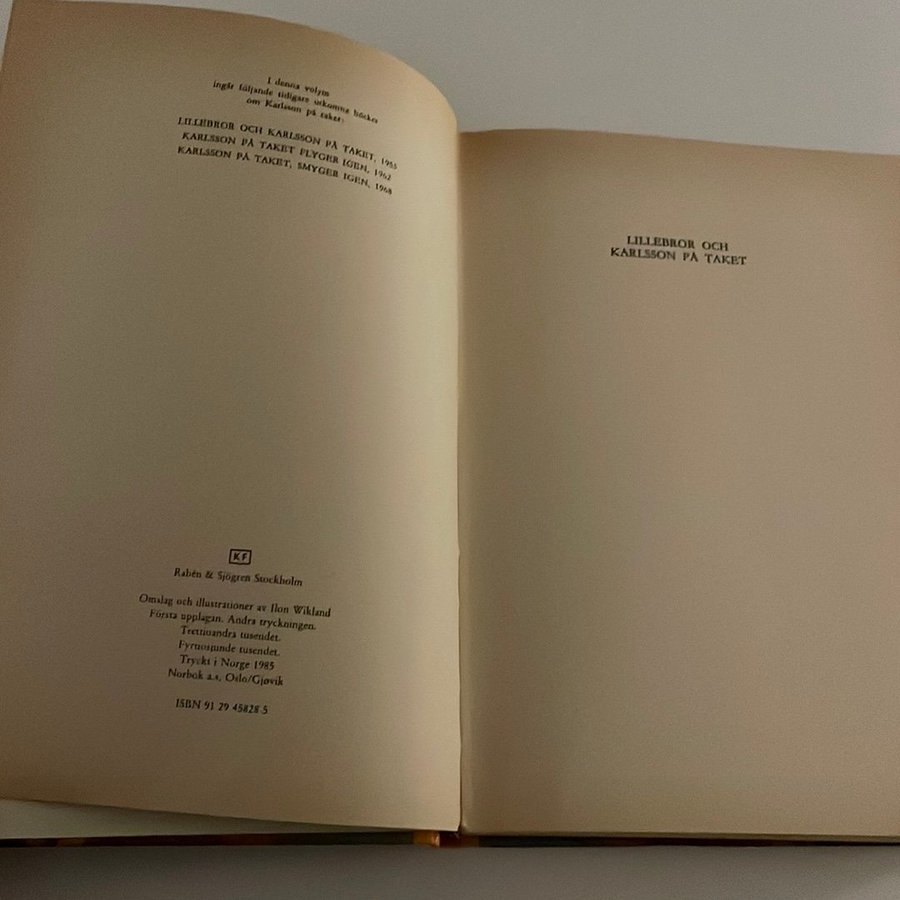 I denna volym
ingår följande tidigare utkomna böcker
om Karlsson på taket:
LILLEBROR OCH KARLSSON PÅ TAKET, 1955
KARLSSON PÅ TAKET FLYGER IGEN, 1962
KARLSSON PÅ TAKET, SMYGER IGEN, 1968
KF
Rabén & Sjögren Stockholm
Omslag och illustrationer av Ilon Wikland
Första upplagan. Andra tryckningen.
Trettioandra tusendet.
tusendet.
Tryckt i Norge 1985
Norbok a.s, Oslo/Gjøvik
ISBN 91 29 45828 5
LILLEBROR OCH
KARLSSON PÅ TAKET